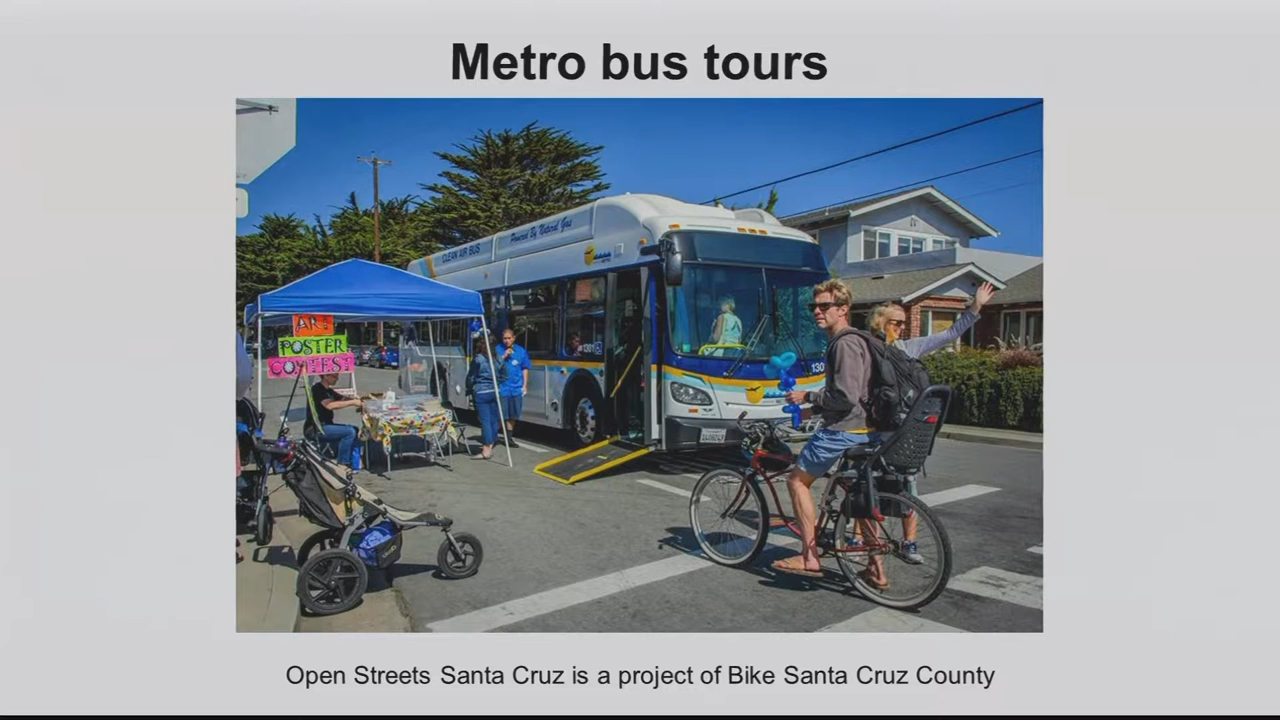 Metro bus tours
CLEAN AIR BUS
Powered By Natural Gas
ART
POSTER
CONTEST
1301
130
Open Streets Santa Cruz is a project of Bike Santa Cruz County